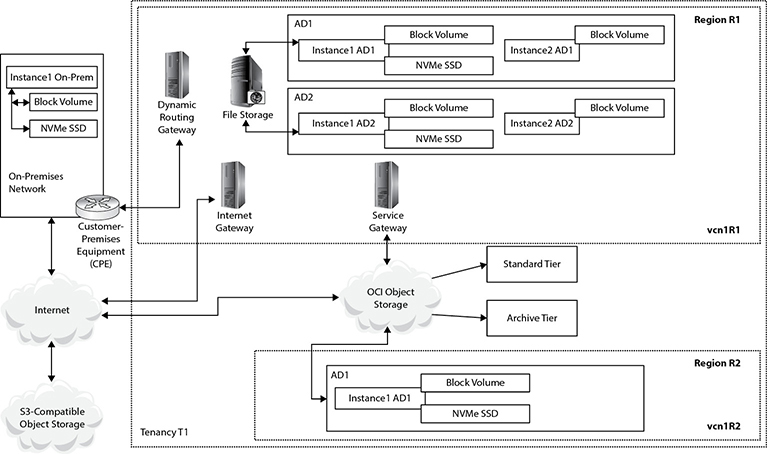 Region R1
AD1
Block Volume
Instance1 AD1
NVMe SSD
Block Volume
Instance2 AD1
AD2
Block Volume
Instance1 AD2
NVMe SSD
Block Volume
Instance2 AD2
Instance1 On-Prem
Block Volume
NVMe SSD
On-Premises
Network
Dynamic
Routing
Gateway
File Storage
Customer-
Premises
Equipment
(CPE)
Internet
Gateway
Service
Gateway
vcn1R1
Internet
OCI Object
Storage
Standard Tier
Archive Tier
S3-Compatible
Object Storage
Region R2
AD1
Block Volume
Instance1 AD1
NVMe SSD
vcn1R2
Tenancy T1